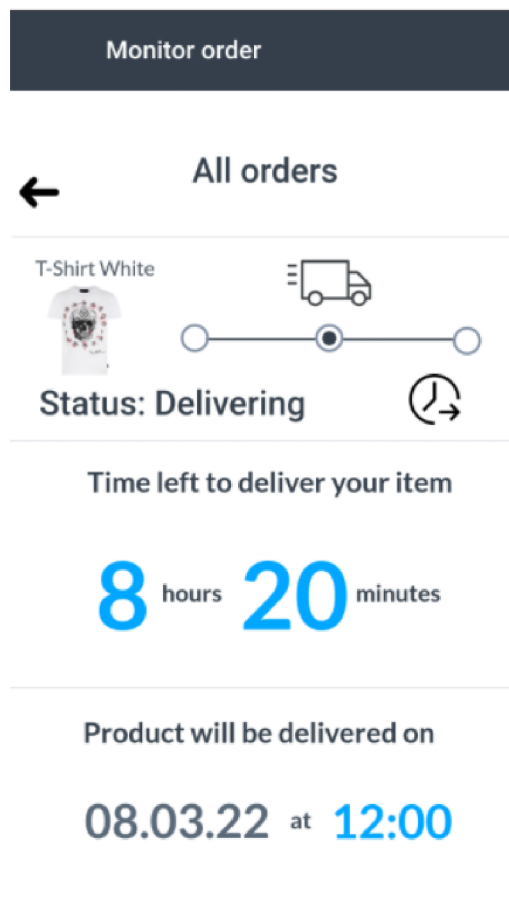 Monitor order
All orders
T-Shirt White
Status: Delivering
Time left to deliver your item
8 hours 20 minutes
Product will be delivered on
08.03.22 at 12:00